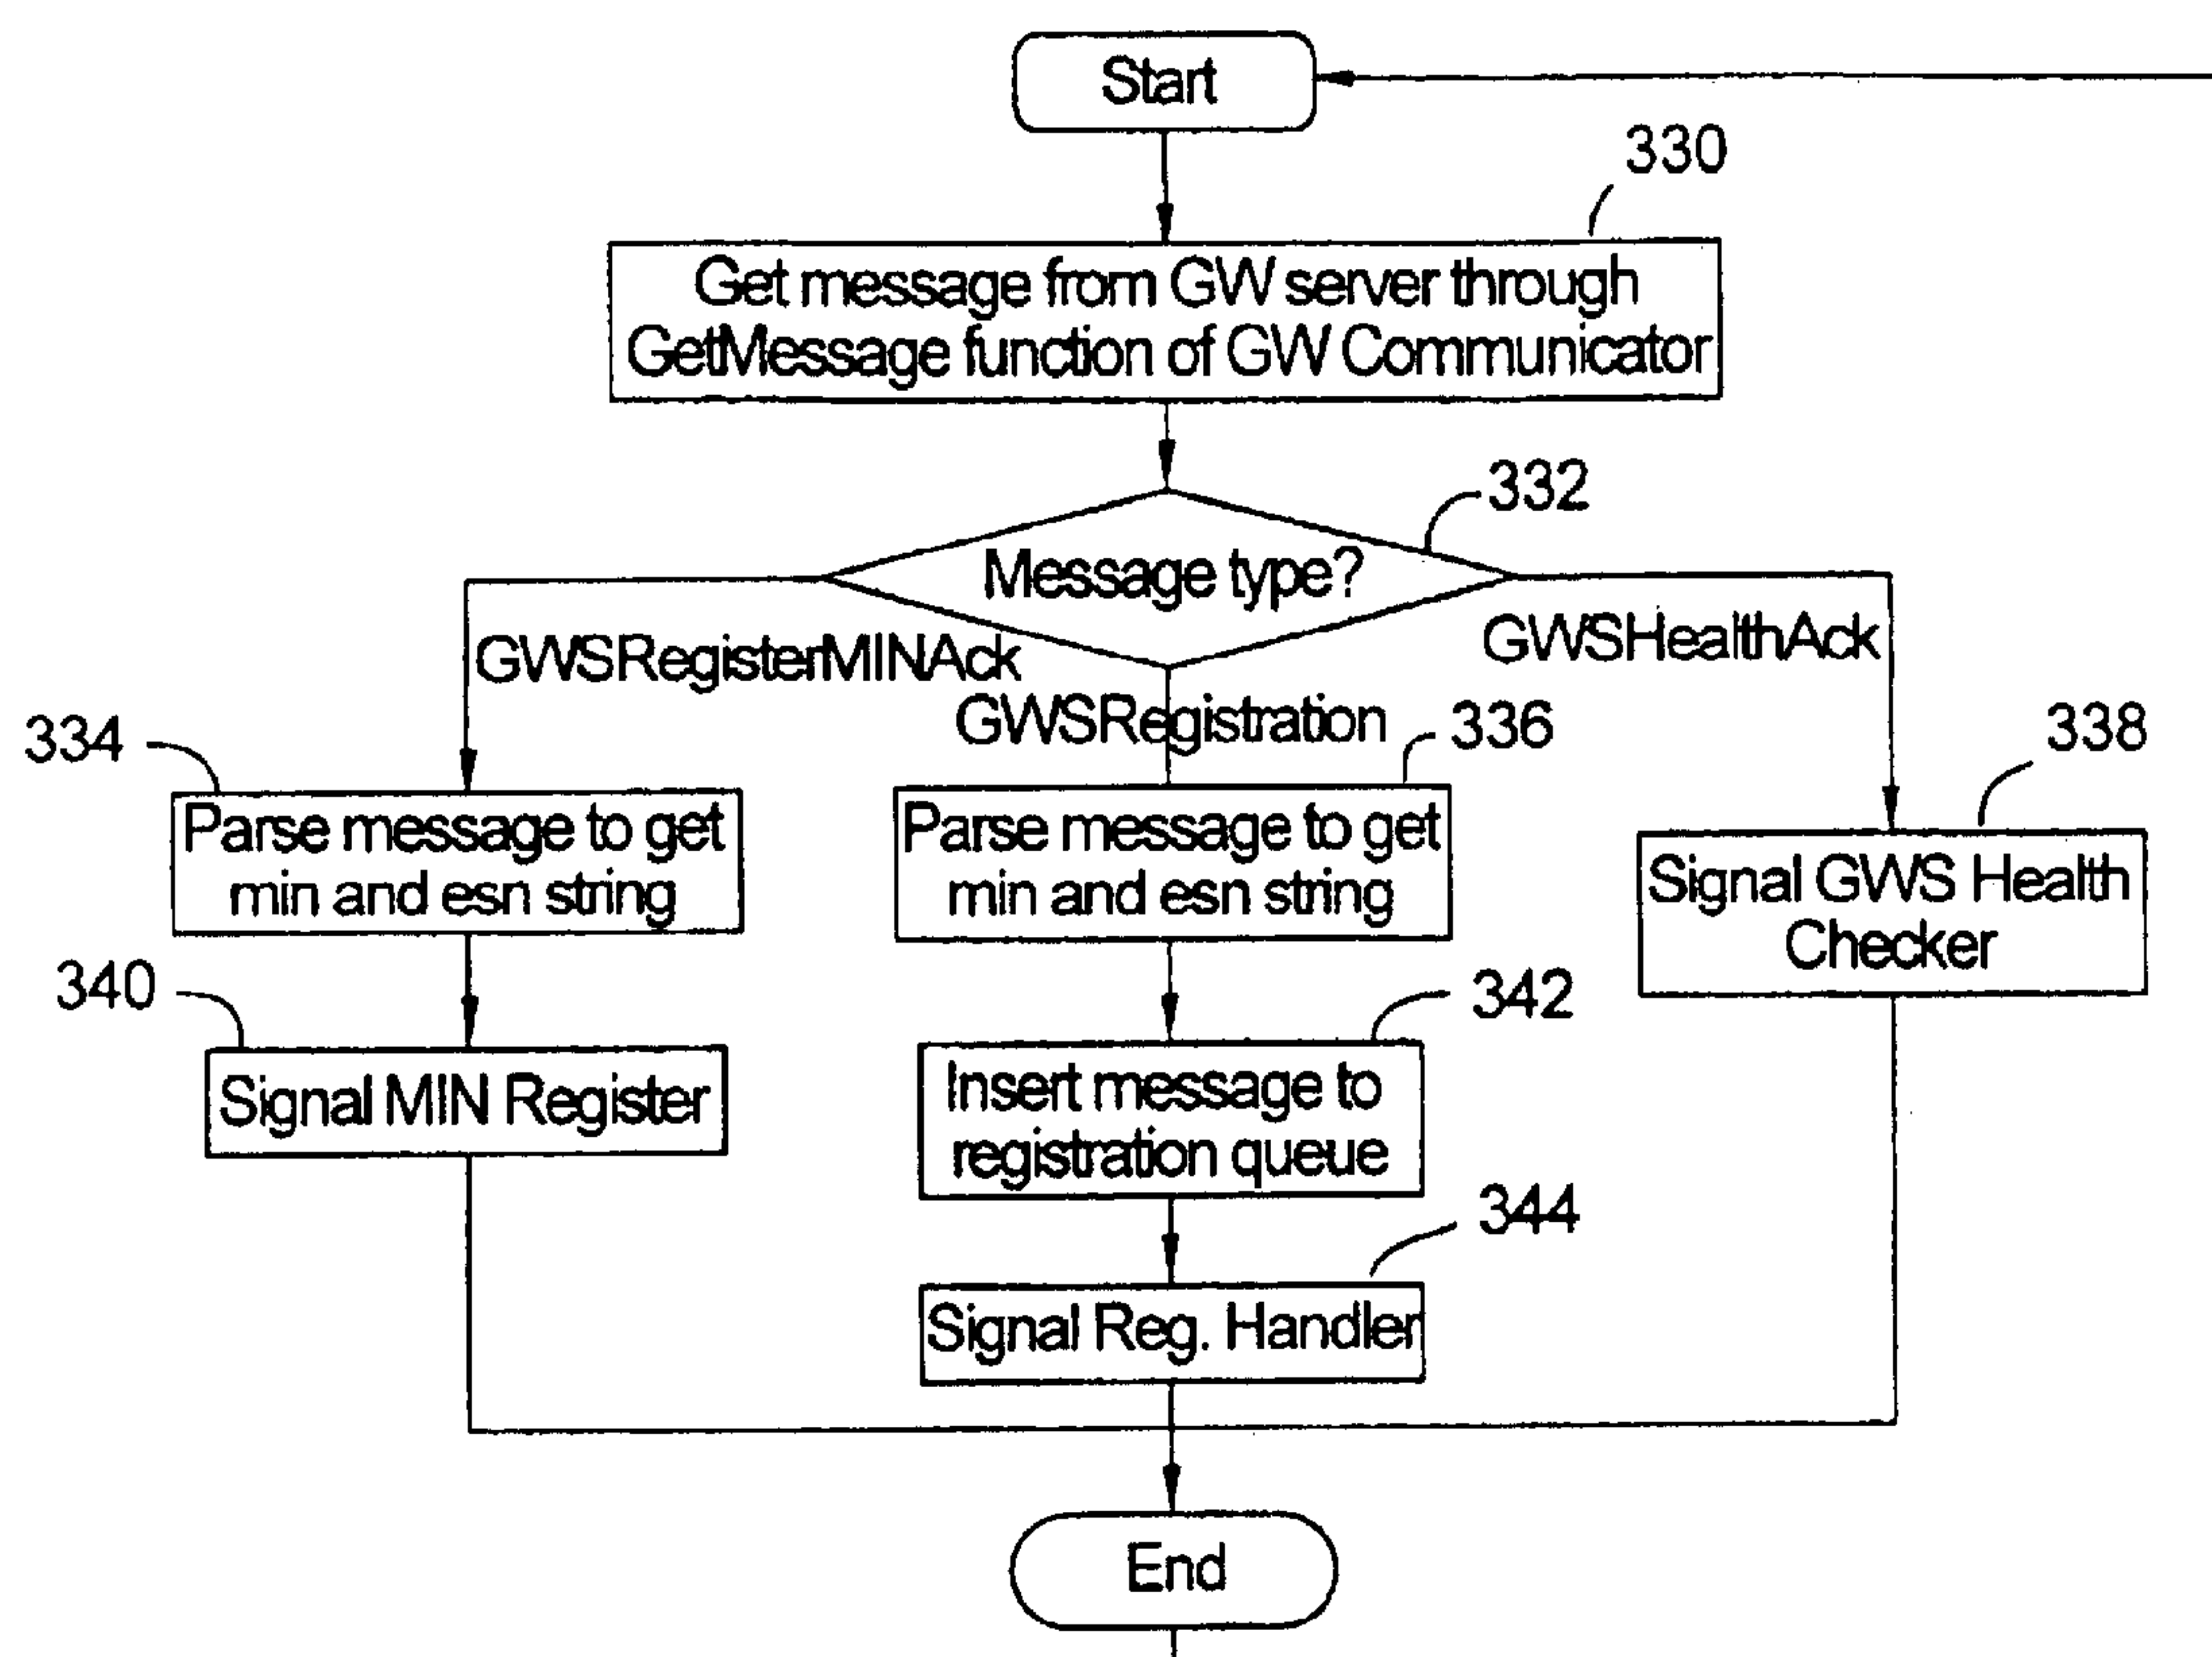 Start
330
Get message from GW server through
GetMessage function of GW Communicator
332
Message type?
GWSRegisterMINAck
GWSRegistration
GWSHealthAck
334
Parse message to get
min and esn string
336
Parse message to get
min and esn string
338
Signal GWS Health
Checker
340
Signal MIN Register
342
Insert message to
registration queue
344
Signal Reg. Handler
End